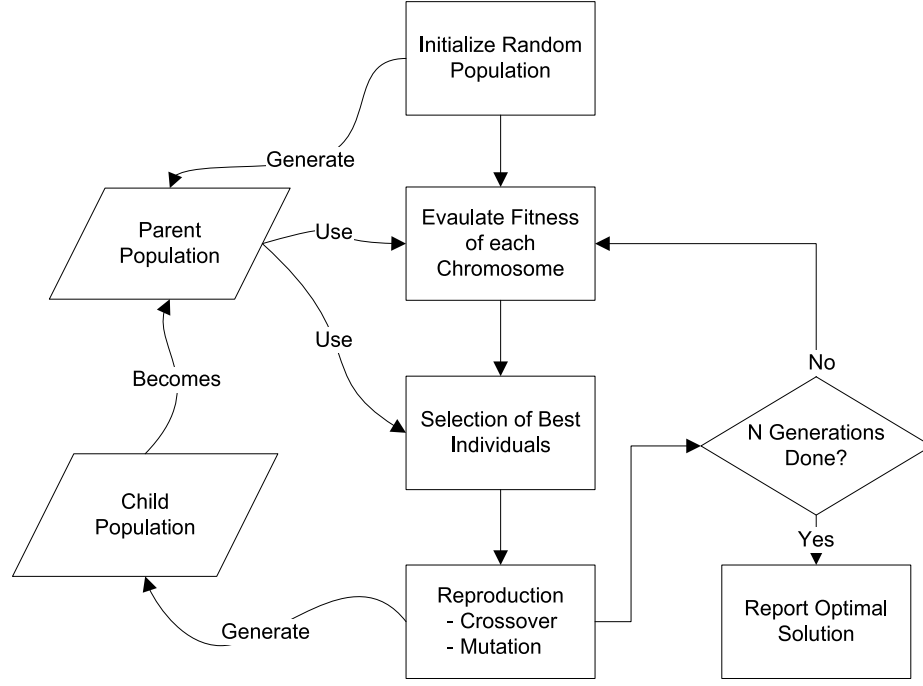 Initialize Random
Population
Generate
Parent
Population
Use
Evaulate Fitness
of each
Chromosome
Use
Becomes
No
Selection of Best
Individuals
N Generations
Done?
Child
Population
Yes
Generate
Reproduction
- Crossover
- Mutation
Report Optimal
Solution